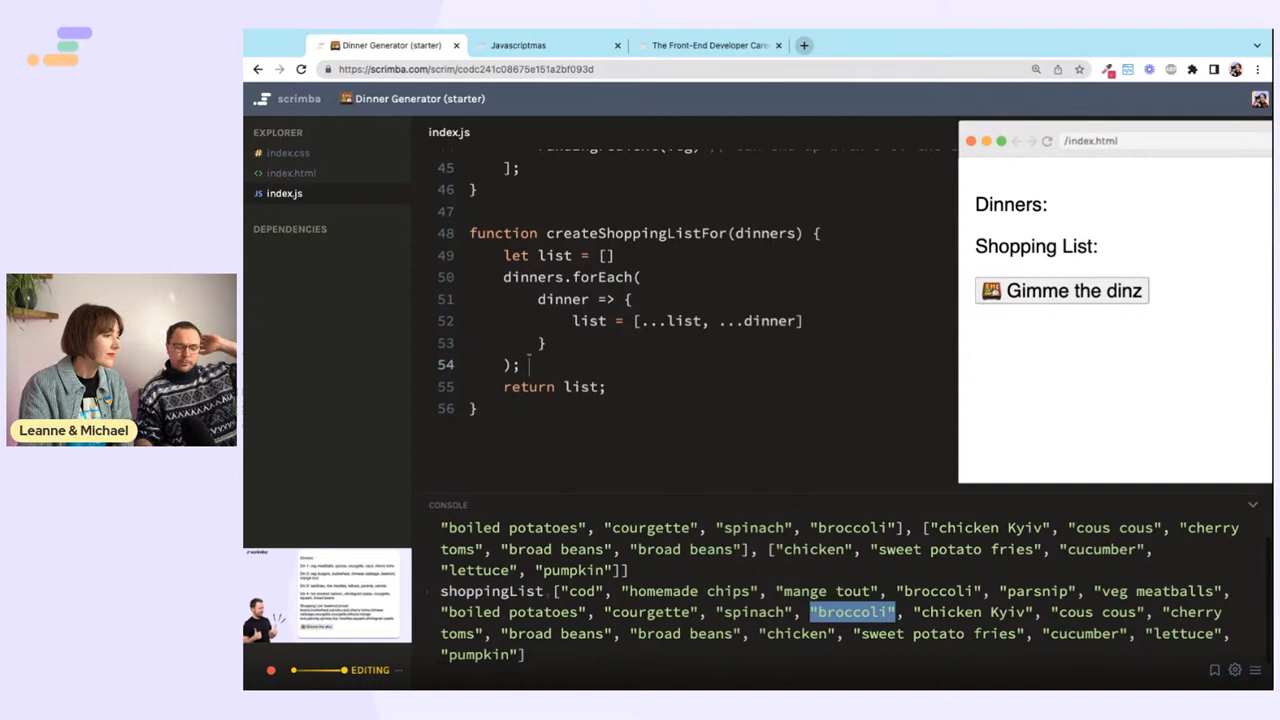 Dinner Generator (starter)
Javascriptmas
The Front-End Developer Care
https://scrimba.com/scrim/codc241c08675e151a2bf093d
scrimba
Dinner Generator (starter)
EXPLORER
index.css
index.html
JS index.js
DEPENDENCIES
index.js
45 ];
46 }
47
48 function createShoppingListFor(dinners) {
49 let list = []
50 dinners.forEach(
51 dinner => {
52 list = [...list, ...dinner]
53 }
54 );
55 return list;
56 }
/index.html
Dinners:
Shopping List:
Gimme the dinz
Leanne & Michael
CONSOLE
"boiled potatoes", "courgette", "spinach", "broccoli"], ["chicken Kyiv", "cous cous", "cherry
toms", "broad beans", "broad beans"], ["chicken", "sweet potato fries", "cucumber",
"lettuce", "pumpkin"]]
shoppingList ["cod", "homemade chips", "mange tout", "broccoli", "parsnip", "veg meatballs",
"boiled potatoes", "courgette", "spinach", "broccoli", "chicken Kyiv", "cous cous", "cherry
toms", "broad beans", "broad beans", "chicken", "sweet potato fries", "cucumber", "lettuce",
"pumpkin"]
scrimba
Dinners:
Shopping List:
EDITING